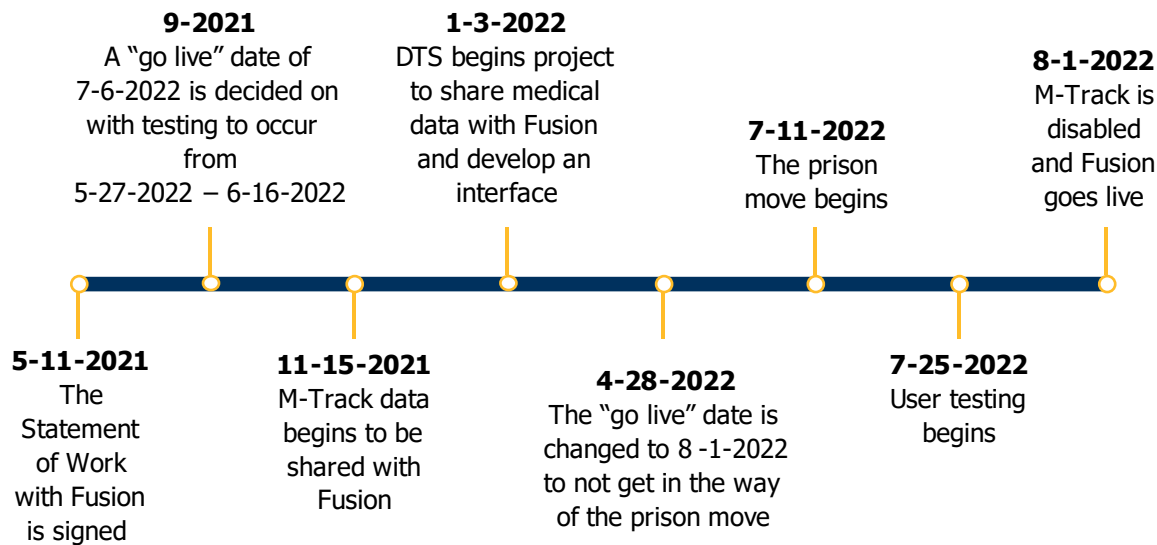 9-2021
A “go live” date of
7-6-2022 is decided on
with testing to occur
from
5-27-2022 – 6-16-2022
1-3-2022
DTS begins project
to share medical
data with Fusion
and develop an
interface
7-11-2022
The prison
move begins
8-1-2022
M-Track is
disabled
and Fusion
goes live
5-11-2021
The
Statement
of Work
with Fusion
is signed
11-15-2021
M-Track data
begins to be
shared with
Fusion
4-28-2022
The “go live” date is
changed to 8 -1-2022
to not get in the way
of the prison move
7-25-2022
User testing
begins